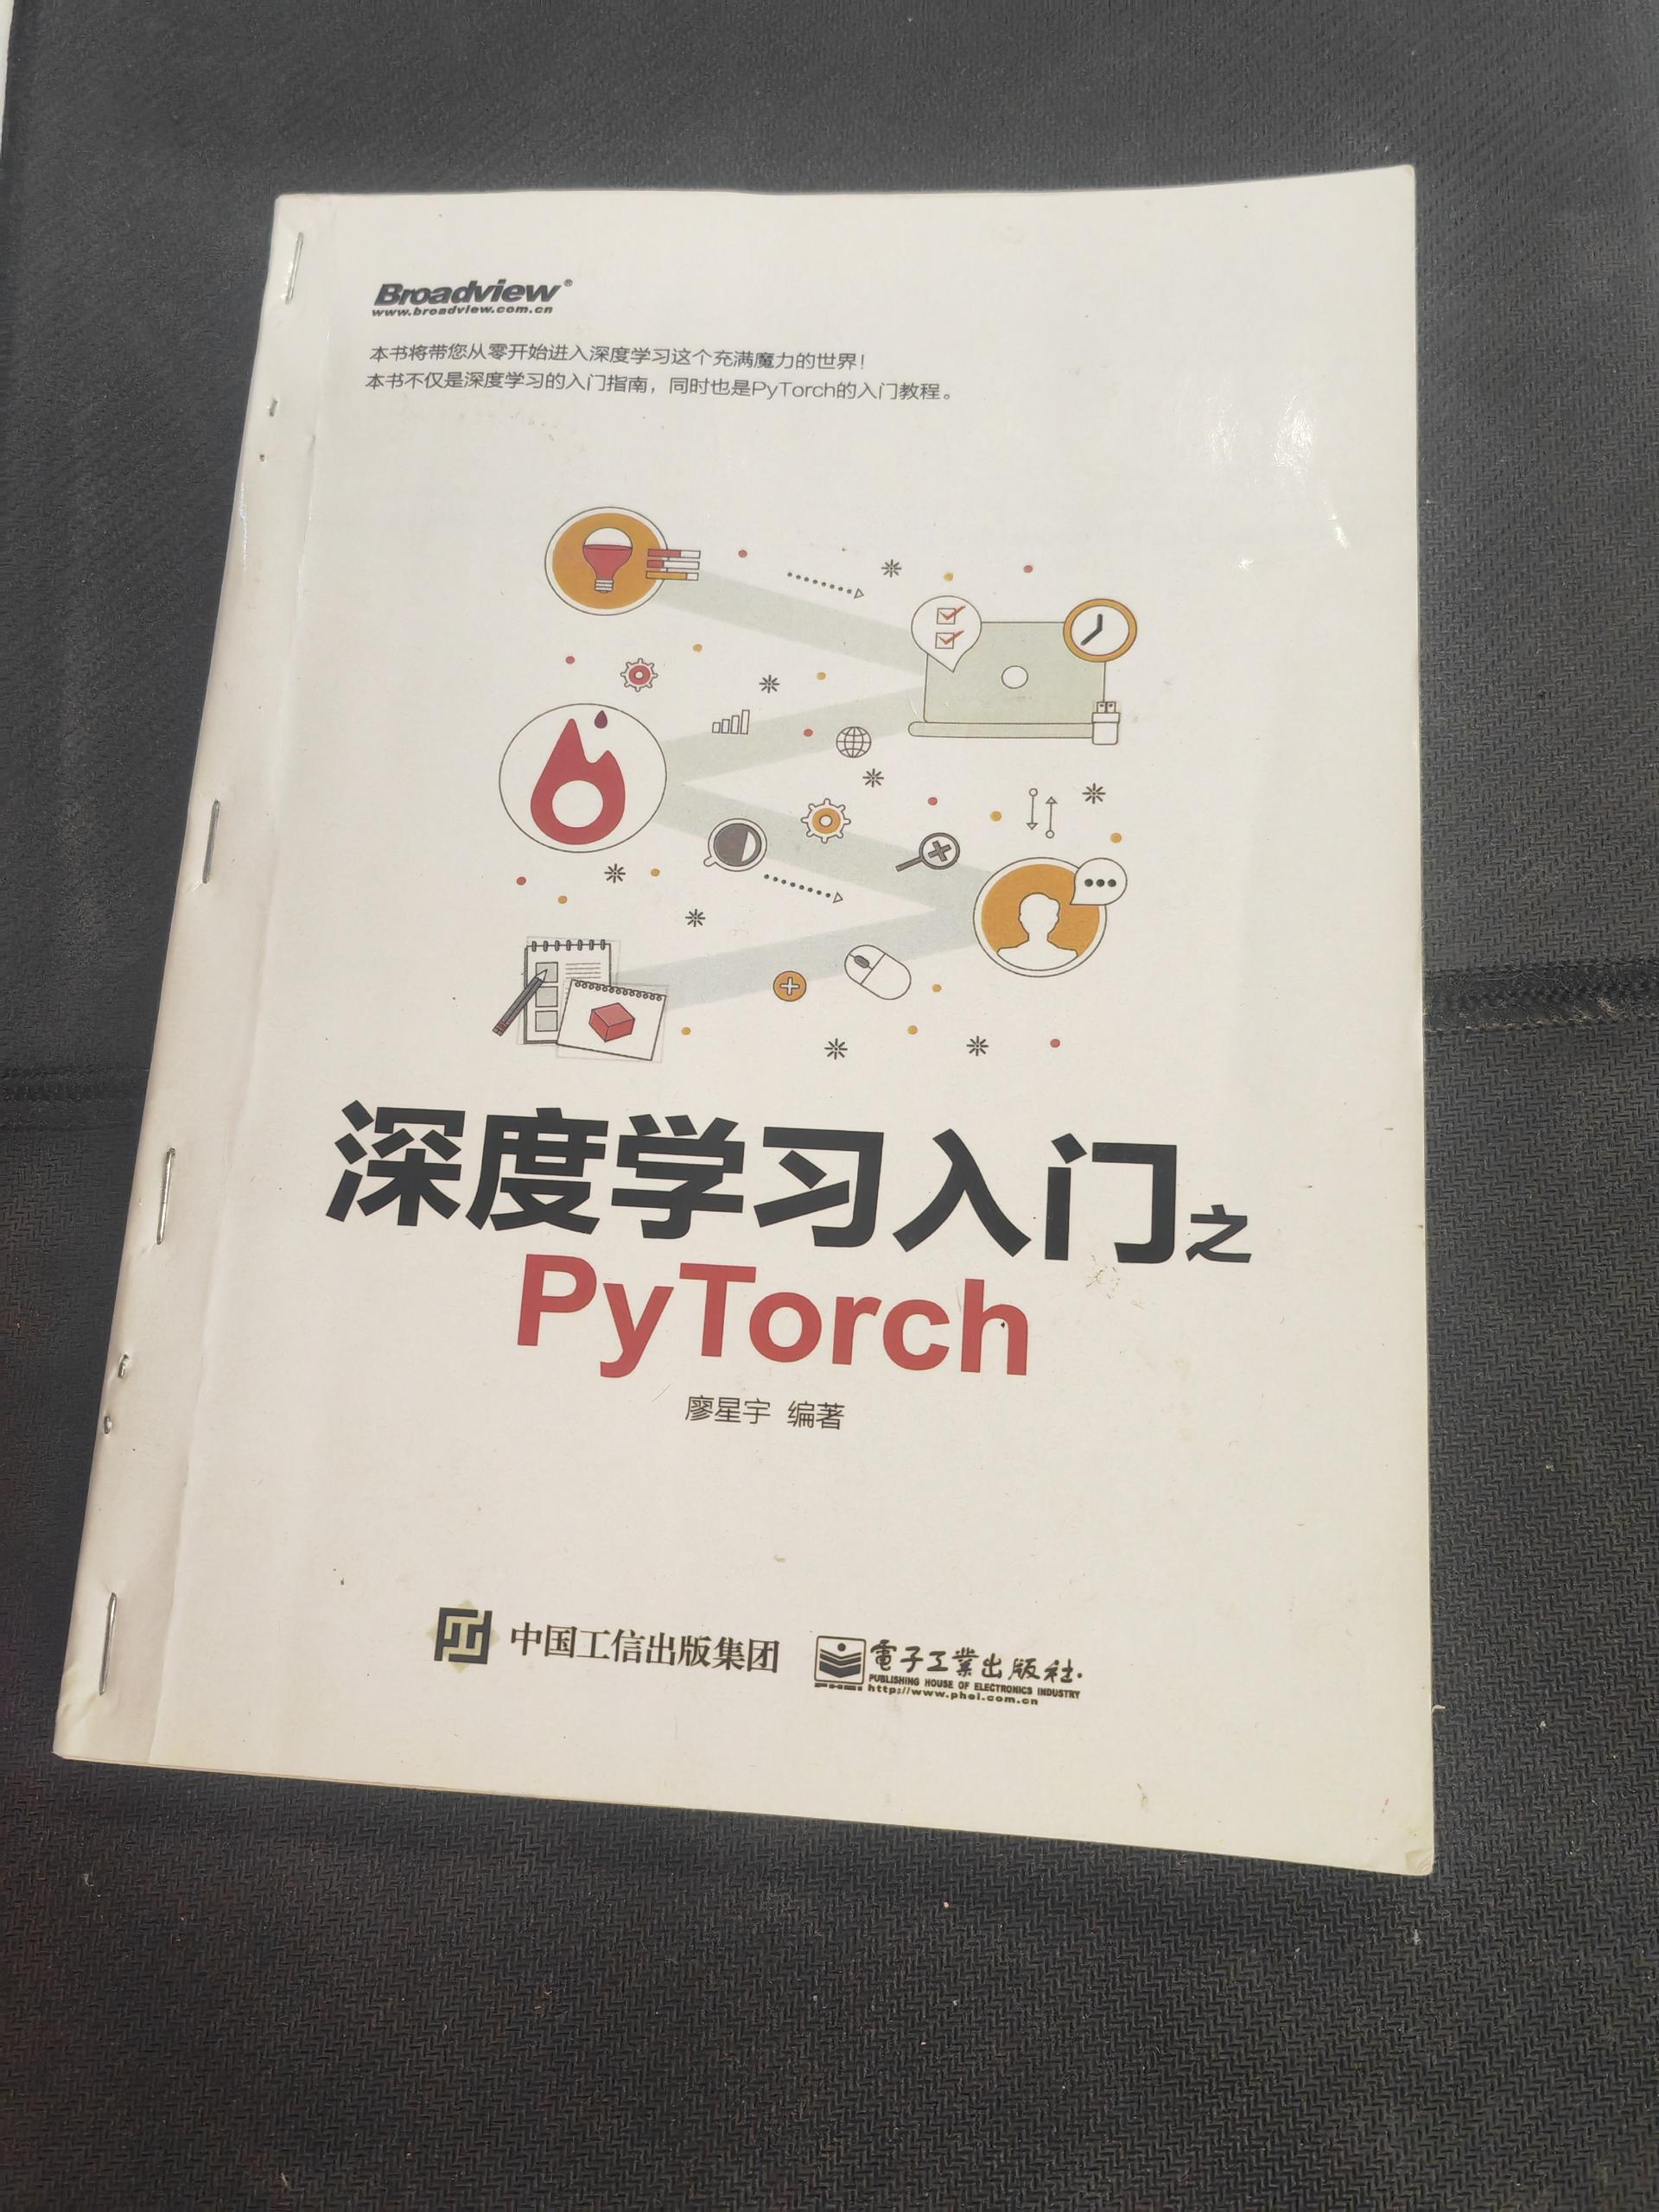 Broadview®
www.broadview.com.cn
本书将带您从零开始进入深度学习这个充满魔力的世界！
本书不仅是深度学习的入门指南，同时也是PyTorch的入门教程。
深度学习入门之
PyTorch
廖星宇 编著
中国工信出版集团
電子工業出版社·
PUBLISHING HOUSE OF ELECTRONICS INDUSTRY
http://www.phei.com.cn